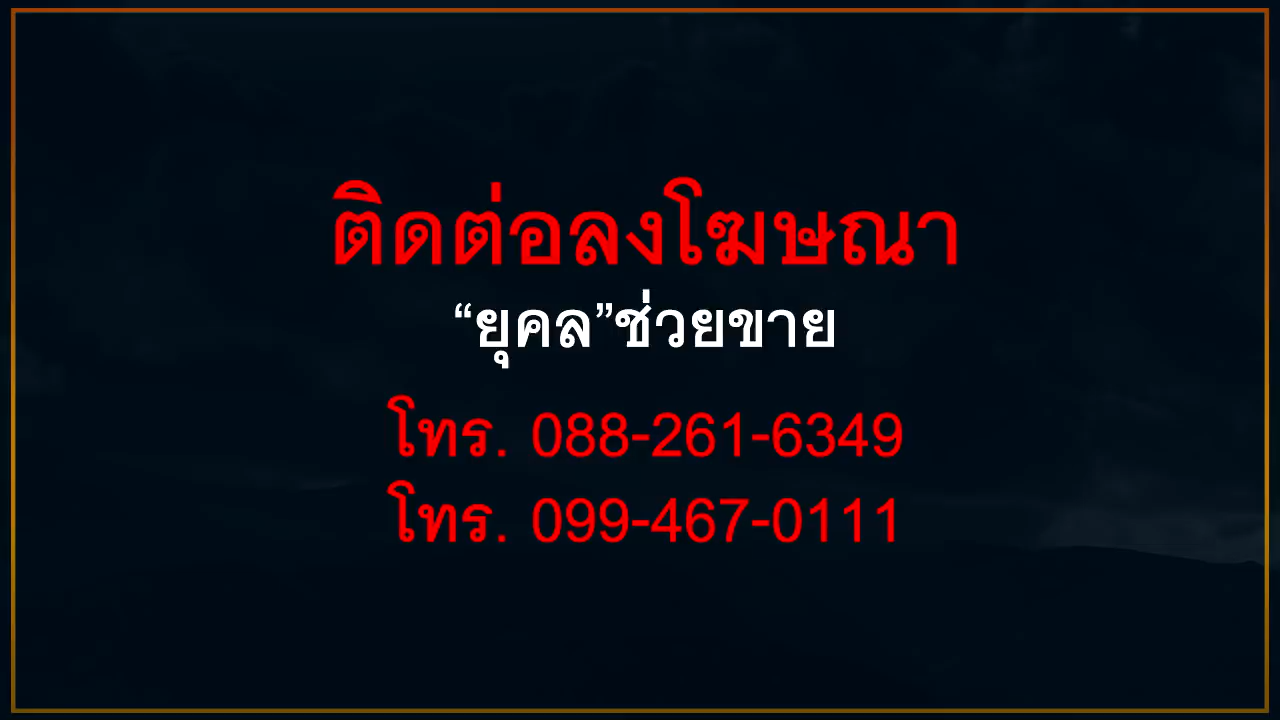 ติดต่อลงโฆษณา
“ยุคล”ช่วยขาย
โทร. 088-261-6349
โทร. 099-467-0111